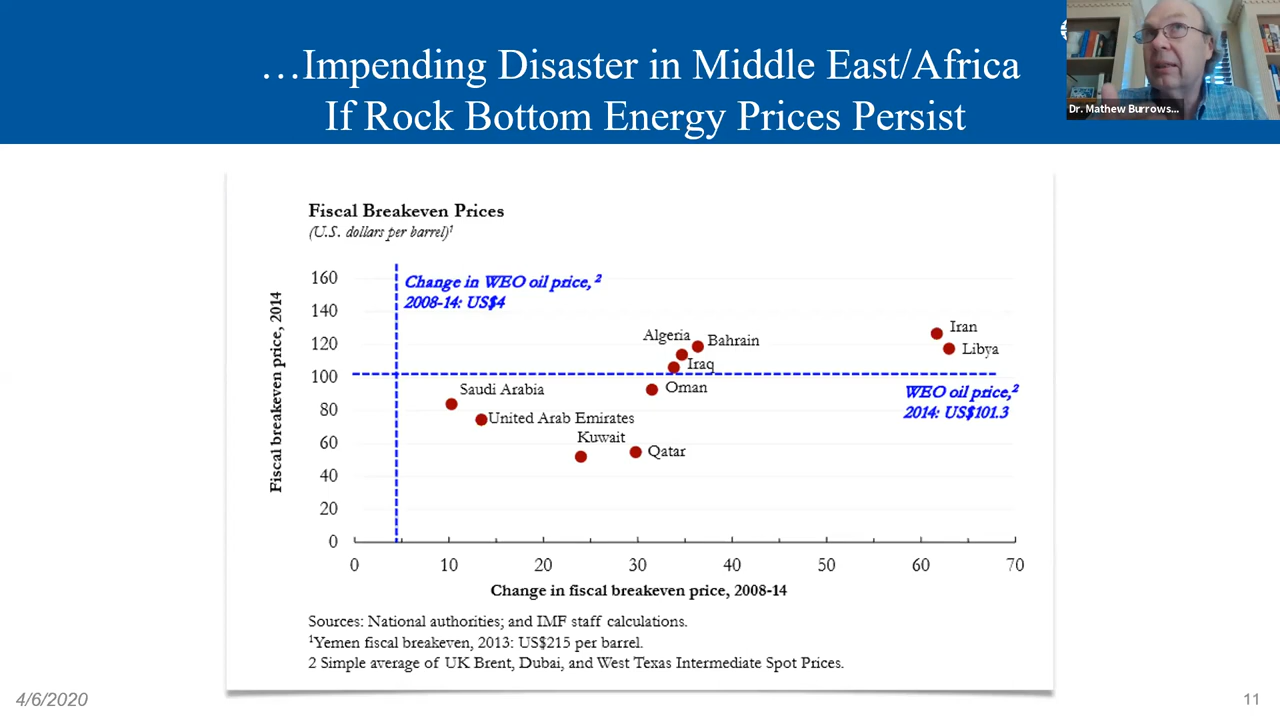 …Impending Disaster in Middle East/Africa
If Rock Bottom Energy Prices Persist
Dr. Mathew Burrows...
Fiscal Breakeven Prices
(U.S. dollars per barrel)¹
Fiscal breakeven price, 2014
160
140
120
100
80
60
40
20
0
Change in WEO oil price, ²
2008-14: US$4
Algeria
Bahrain
Iran
Libya
Iraq
Saudi Arabia
Oman
WEO oil price,²
2014: US$101.3
United Arab Emirates
Kuwait
Qatar
0 10 20 30 40 50 60 70
Change in fiscal breakeven price, 2008-14
Sources: National authorities; and IMF staff calculations.
¹Yemen fiscal breakeven, 2013: US$215 per barrel.
2 Simple average of UK Brent, Dubai, and West Texas Intermediate Spot Prices.
4/6/2020
11